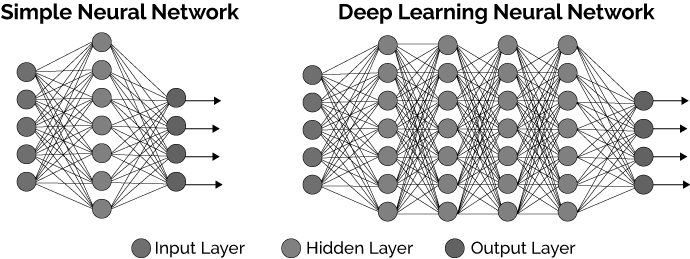 Simple Neural Network
Deep Learning Neural Network
Input Layer
Hidden Layer
Output Layer